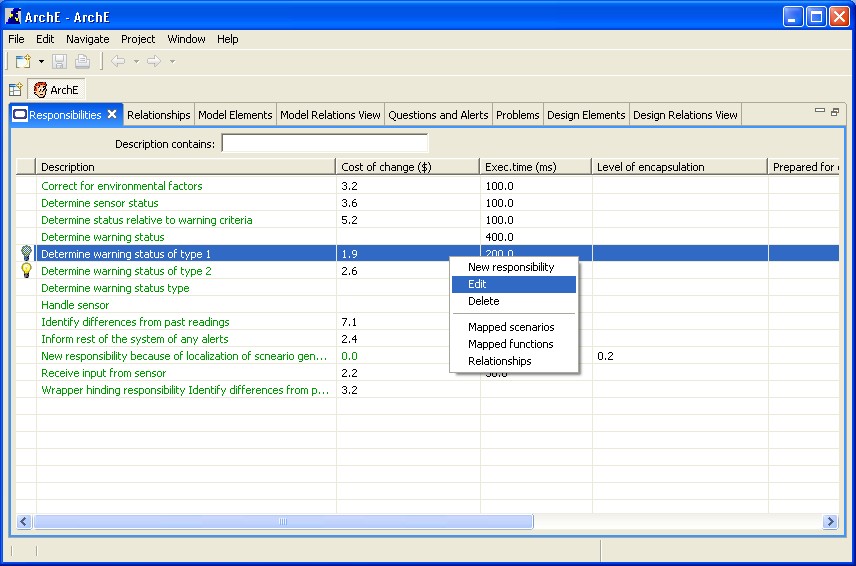 ArchE - ArchE
File Edit Navigate Project Window Help
ArchE
Responsibilities Relationships Model Elements Model Relations View Questions and Alerts Problems Design Elements Design Relations View
Description contains:
Description Cost of change ($) Exec.time (ms) Level of encapsulation Prepared for
Correct for environmental factors 3.2 100.0
Determine sensor status 3.6 100.0
Determine status relative to warning criteria 5.2 100.0
Determine warning status 400.0
Determine warning status of type 1 1.9 200.0
Determine warning status of type 2 2.6
Determine warning status type
Handle sensor
Identify differences from past readings 7.1
Inform rest of the system of any alerts 2.4
New responsibility because of localization of scneario gen... 0.0 0.2
Receive input from sensor 2.2 50.0
Wrapper hinding responsibility Identify differences from p... 3.2
New responsibility
Edit
Delete
Mapped scenarios
Mapped functions
Relationships